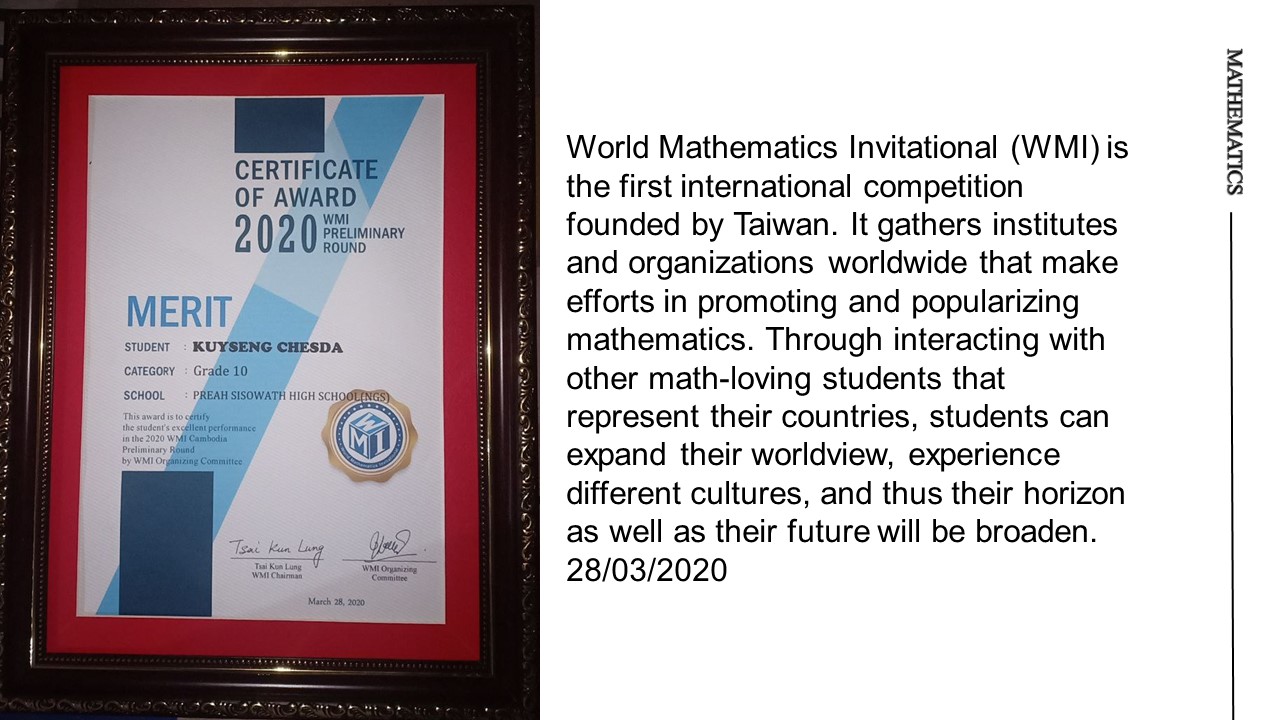 CERTIFICATE
OF AWARD
2020 WMI
PRELIMINARY
ROUND
MERIT
STUDENT : KUYSENG CHESDA
CATEGORY : Grade 10
SCHOOL : PREAH SISOWATH HIGH SCHOOL(NGS)
This award is to certify
the student's excellent performance
in the 2020 WMI Cambodia
Preliminary Round
by WMI Organizing Committee
WMI
Tsai Kun Lung
Tsai Kun Lung
WMI Chairman
WMI Organizing
Committee
March 28, 2020
World Mathematics Invitational (WMI) is
the first international competition
founded by Taiwan. It gathers institutes
and organizations worldwide that make
efforts in promoting and popularizing
mathematics. Through interacting with
other math-loving students that
represent their countries, students can
expand their worldview, experience
different cultures, and thus their horizon
as well as their future will be broaden.
28/03/2020
MATHEMATICS